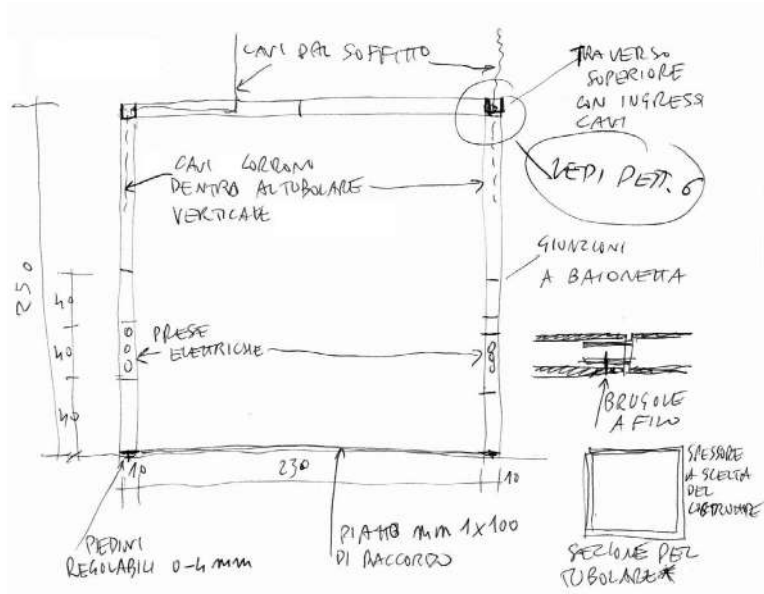 CAVI DAL SOFFITTO
TRAVERSO
SUPERIORE
CON INGRESSI
CAVI
VEDI DETT. 6
CAVI CORRONO
DENTRO AL TUBOLARE
VERTICALE
GIUNZIONI
A BAIONETTA
250
40
40
40
PRESE
ELETTRICHE
BRUGOLE
A FILO
10
230
10
SPESSORE
A SCELTA
DEL
COSTRUTTORE
PIEDINI
REGOLABILI 0-4 mm
PIATTO mm 1x100
DI RACCORDO
SEZIONE DEL
TUBOLARE*